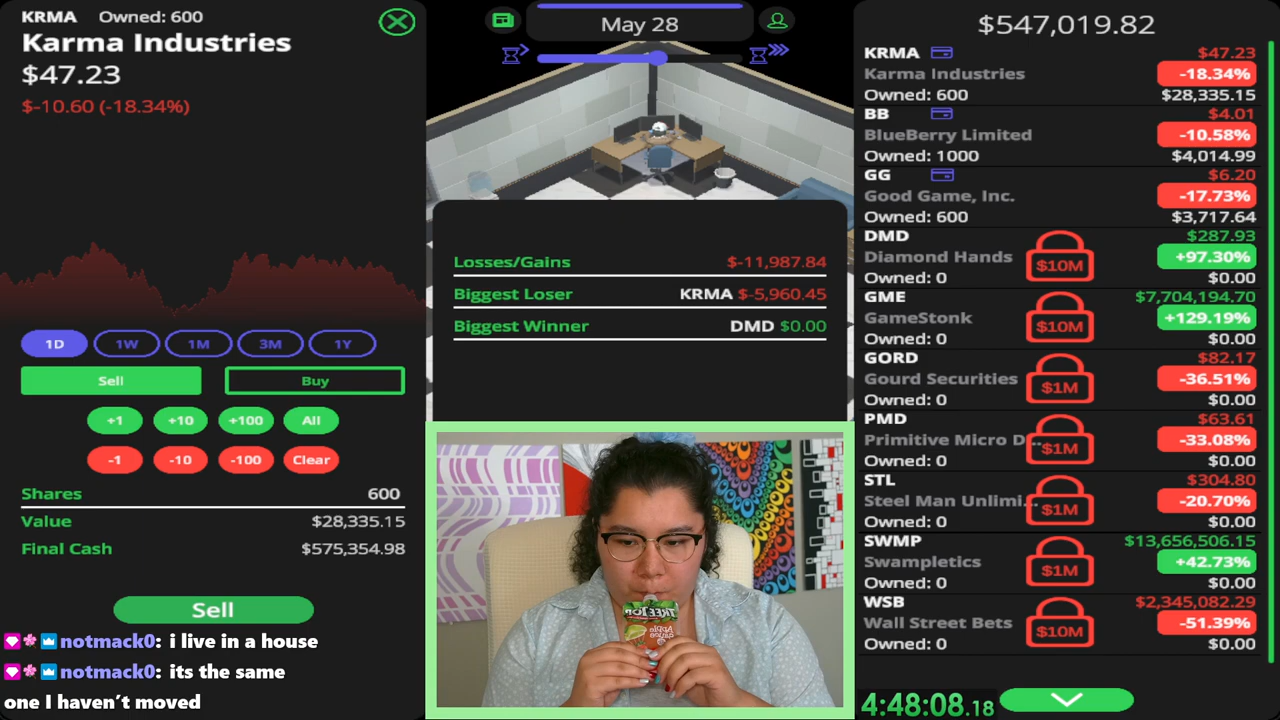 KRMA Owned: 600
Karma Industries
$47.23
$-10.60 (-18.34%)
1D 1W 1M 3M 1Y
Sell Buy
+1 +10 +100 All
-1 -10 -100 Clear
Shares 600
Value $28,335.15
Final Cash $575,354.98
Sell
notmack0: i live in a house
notmack0: its the same
one I haven't moved
May 28
Losses/Gains $-11,987.84
Biggest Loser KRMA $-5,960.45
Biggest Winner DMD $0.00
TREE TOP
Apple
$547,019.82
KRMA $47.23
Karma Industries -18.34%
Owned: 600 $28,335.15
BB $4.01
BlueBerry Limited -10.58%
Owned: 1000 $4,014.99
GG $6.20
Good Game, Inc. -17.73%
Owned: 600 $3,717.64
DMD $287.93
Diamond Hands $10M +97.30%
Owned: 0 $0.00
GME $7,704,194.70
GameStonk $10M +129.19%
Owned: 0 $0.00
GORD $82.17
Gourd Securities $1M -36.51%
Owned: 0 $0.00
PMD $63.61
Primitive Micro D... $1M -33.08%
Owned: 0 $0.00
STL $304.80
Steel Man Unlimi... $1M -20.70%
Owned: 0 $0.00
SWMP $13,656,506.15
Swampletics $1M +42.73%
Owned: 0 $0.00
WSB $2,345,082.29
Wall Street Bets $10M -51.39%
Owned: 0 $0.00
4:48:08.18